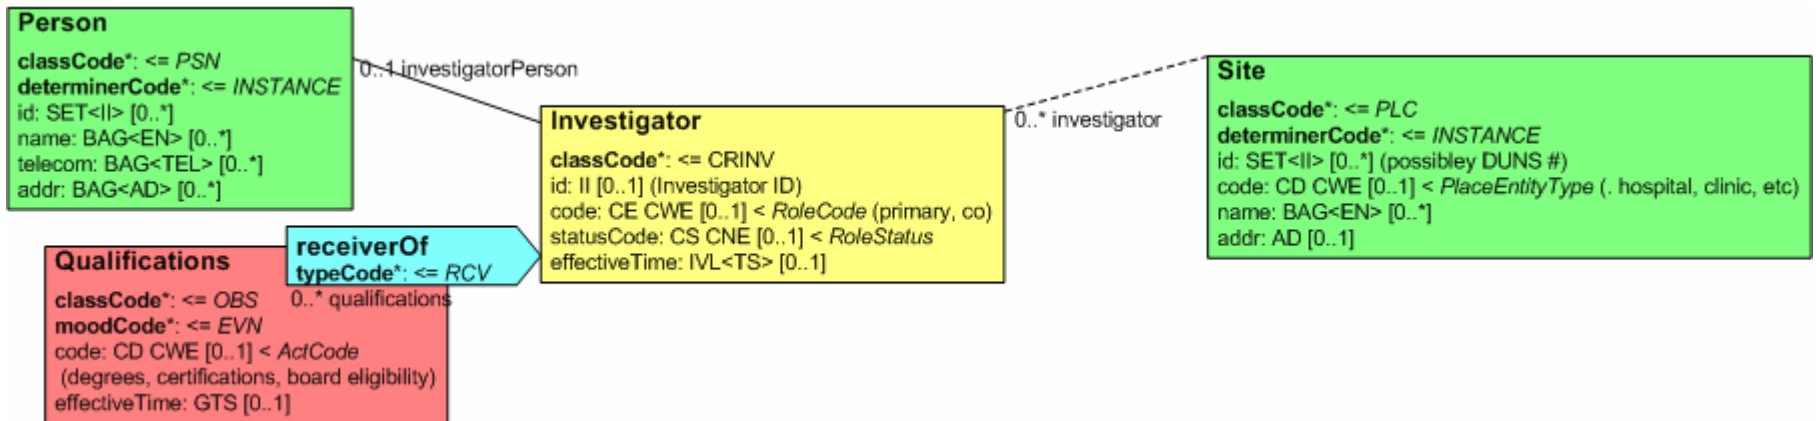 Person
classCode*: <= PSN
determinerCode*: <= INSTANCE
id: SET<II> [0..*]
name: BAG<EN> [0..*]
telecom: BAG<TEL> [0..*]
addr: BAG<AD> [0..*]
0..1 investigatorPerson
Investigator
classCode*: <= CRINV
id: II [0..1] (Investigator ID)
code: CE CWE [0..1] < RoleCode (primary, co)
statusCode: CS CNE [0..1] < RoleStatus
effectiveTime: IVL<TS> [0..1]
0..* investigator
Site
classCode*: <= PLC
determinerCode*: <= INSTANCE
id: SET<II> [0..*] (possibley DUNS #)
code: CD CWE [0..1] < PlaceEntityType (. hospital, clinic, etc)
name: BAG<EN> [0..*]
addr: AD [0..1]
receiverOf
typeCode*: <= RCV
0..* qualifications
Qualifications
classCode*: <= OBS
moodCode*: <= EVN
code: CD CWE [0..1] < ActCode
(degrees, certifications, board eligibility)
effectiveTime: GTS [0..1]